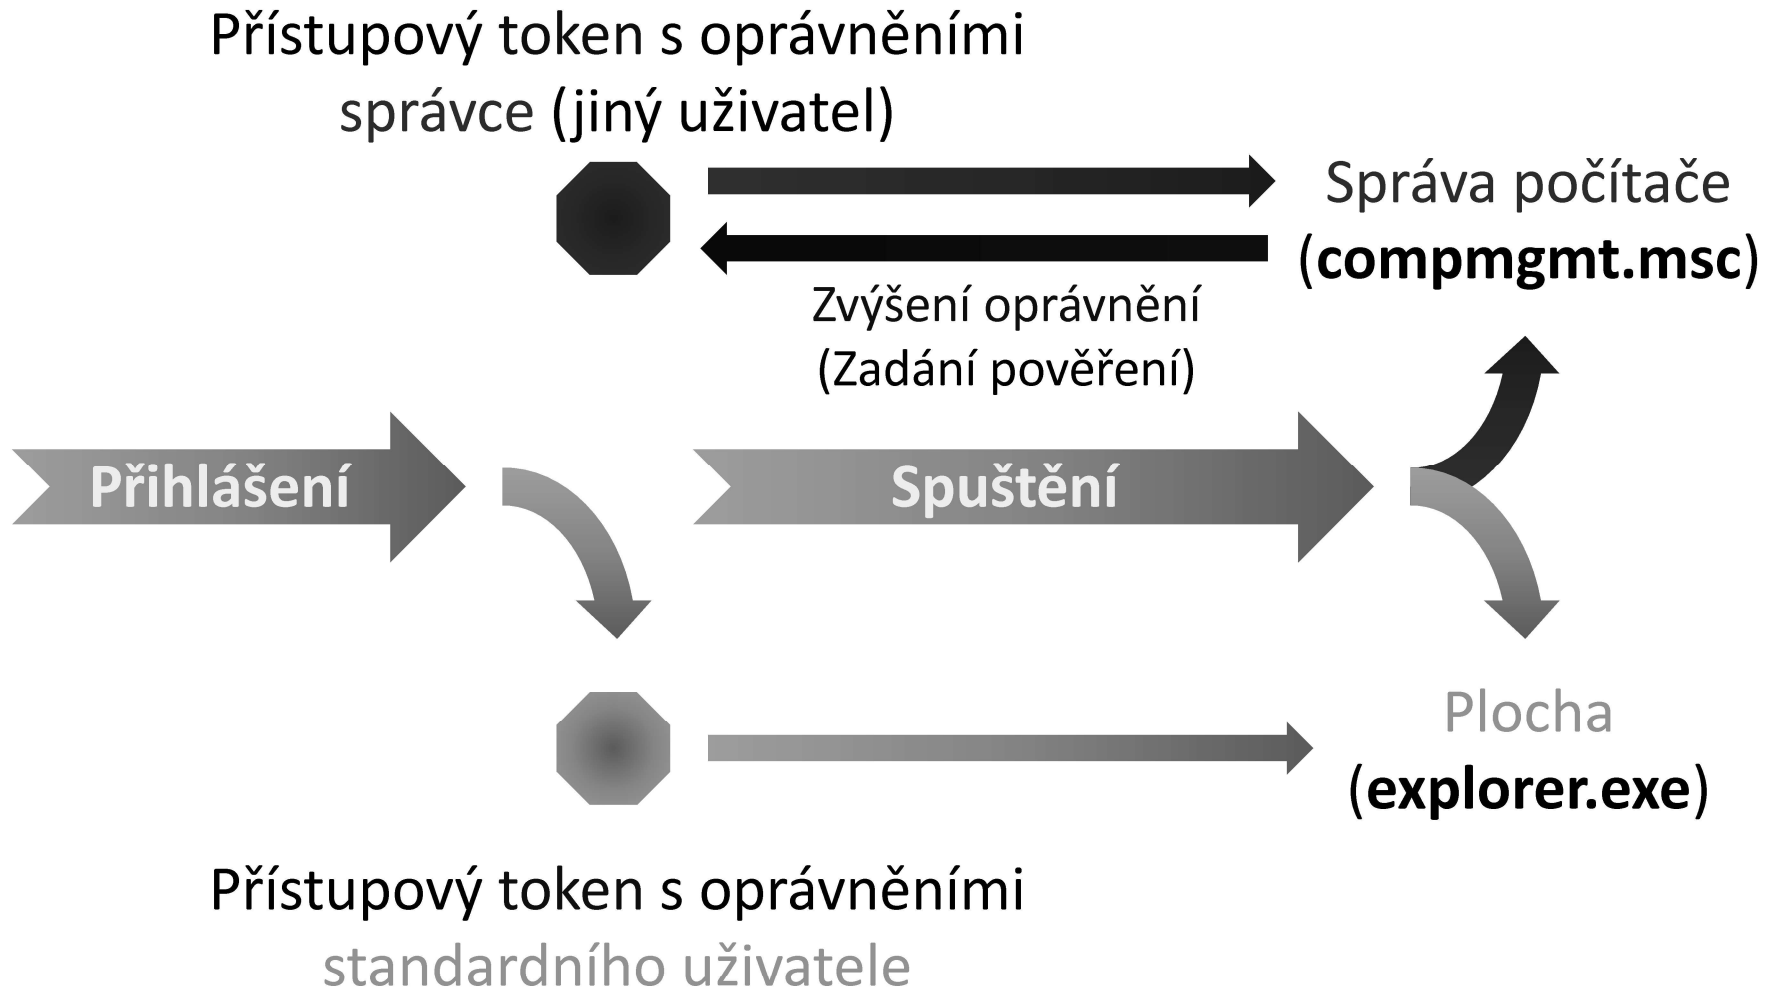 Přístupový token s oprávněními
správce (jiný uživatel)
Správa počítače
(compmgmt.msc)
Zvýšení oprávnění
(Zadání pověření)
Přihlášení
Spuštění
Plocha
(explorer.exe)
Přístupový token s oprávněními
standardního uživatele